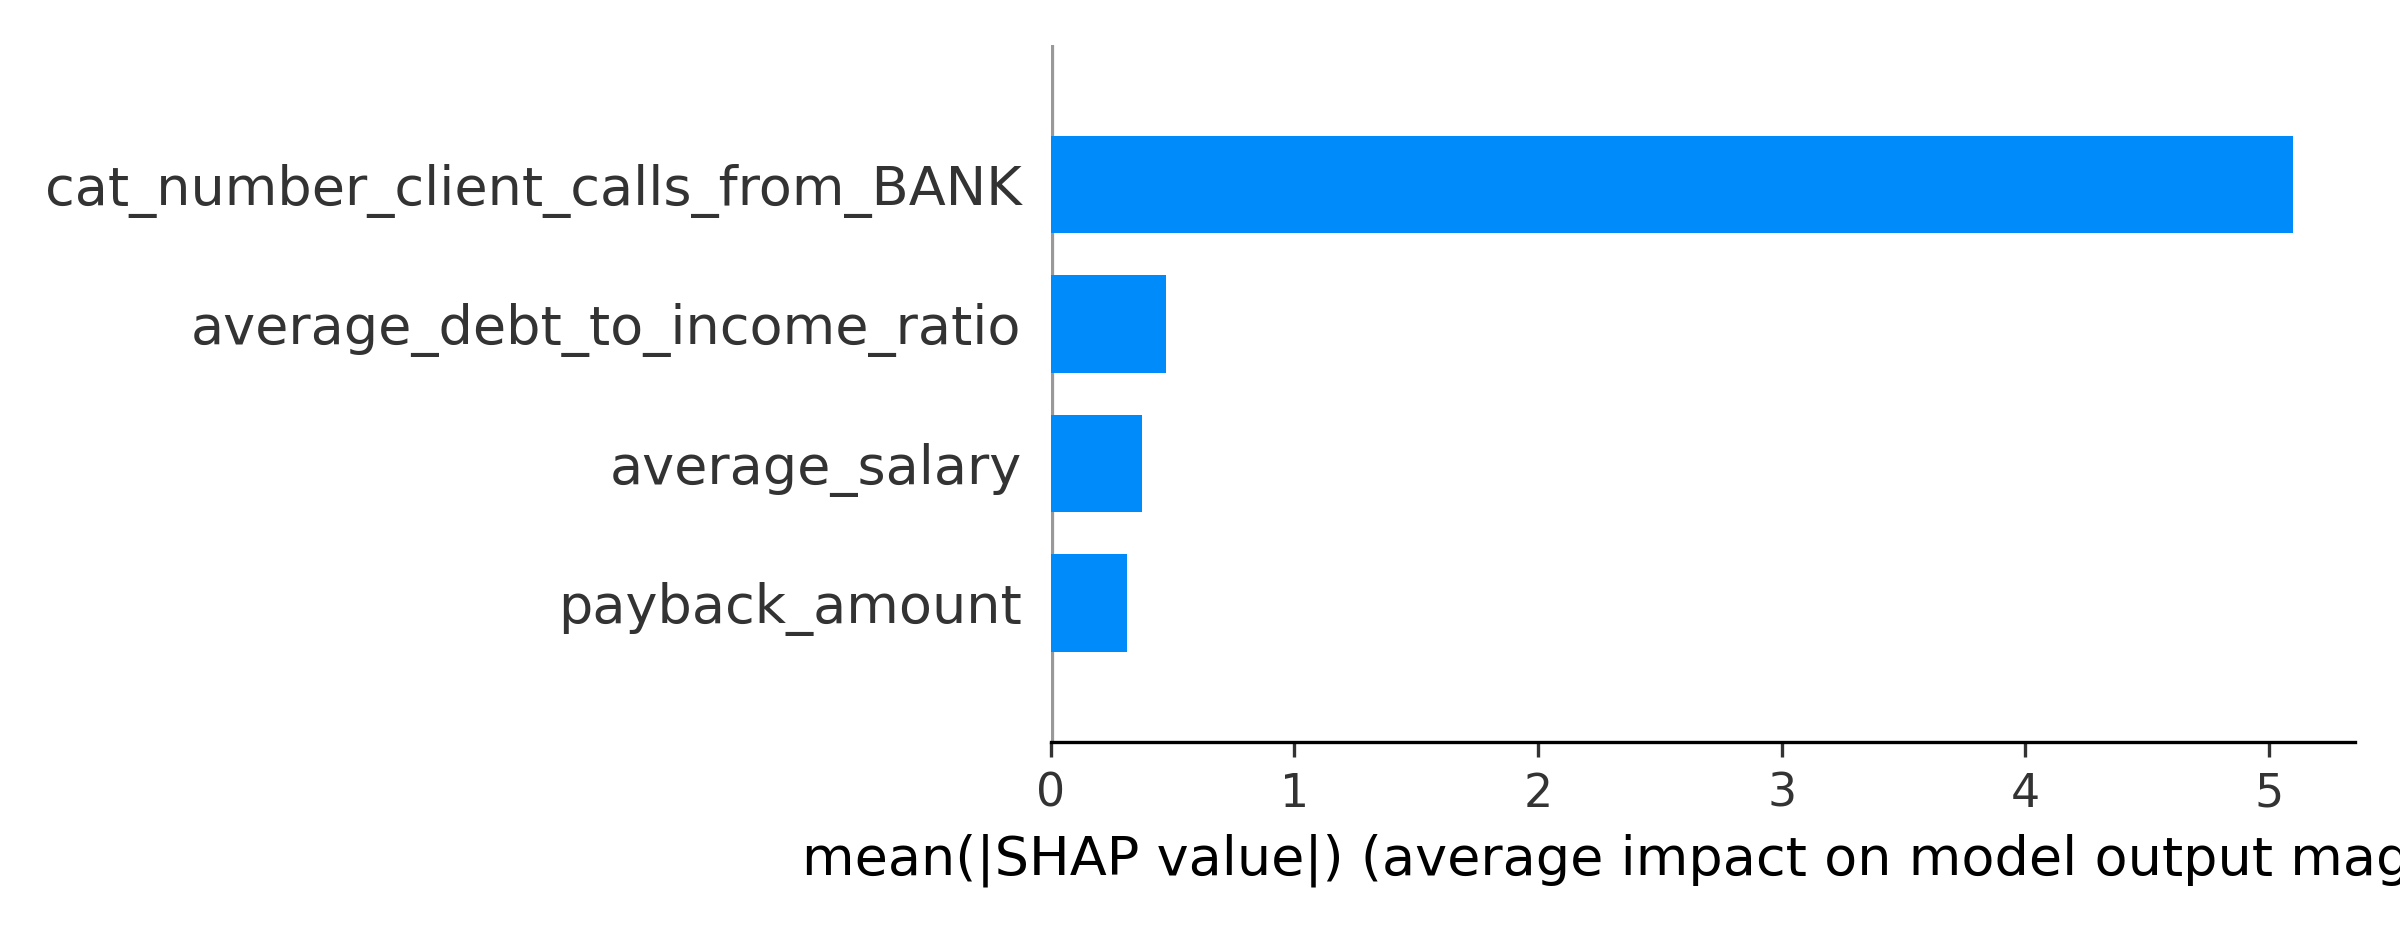 cat_number_client_calls_from_BANK
average_debt_to_income_ratio
average_salary
payback_amount
0 1 2 3 4 5
mean(|SHAP value|) (average impact on model output mag